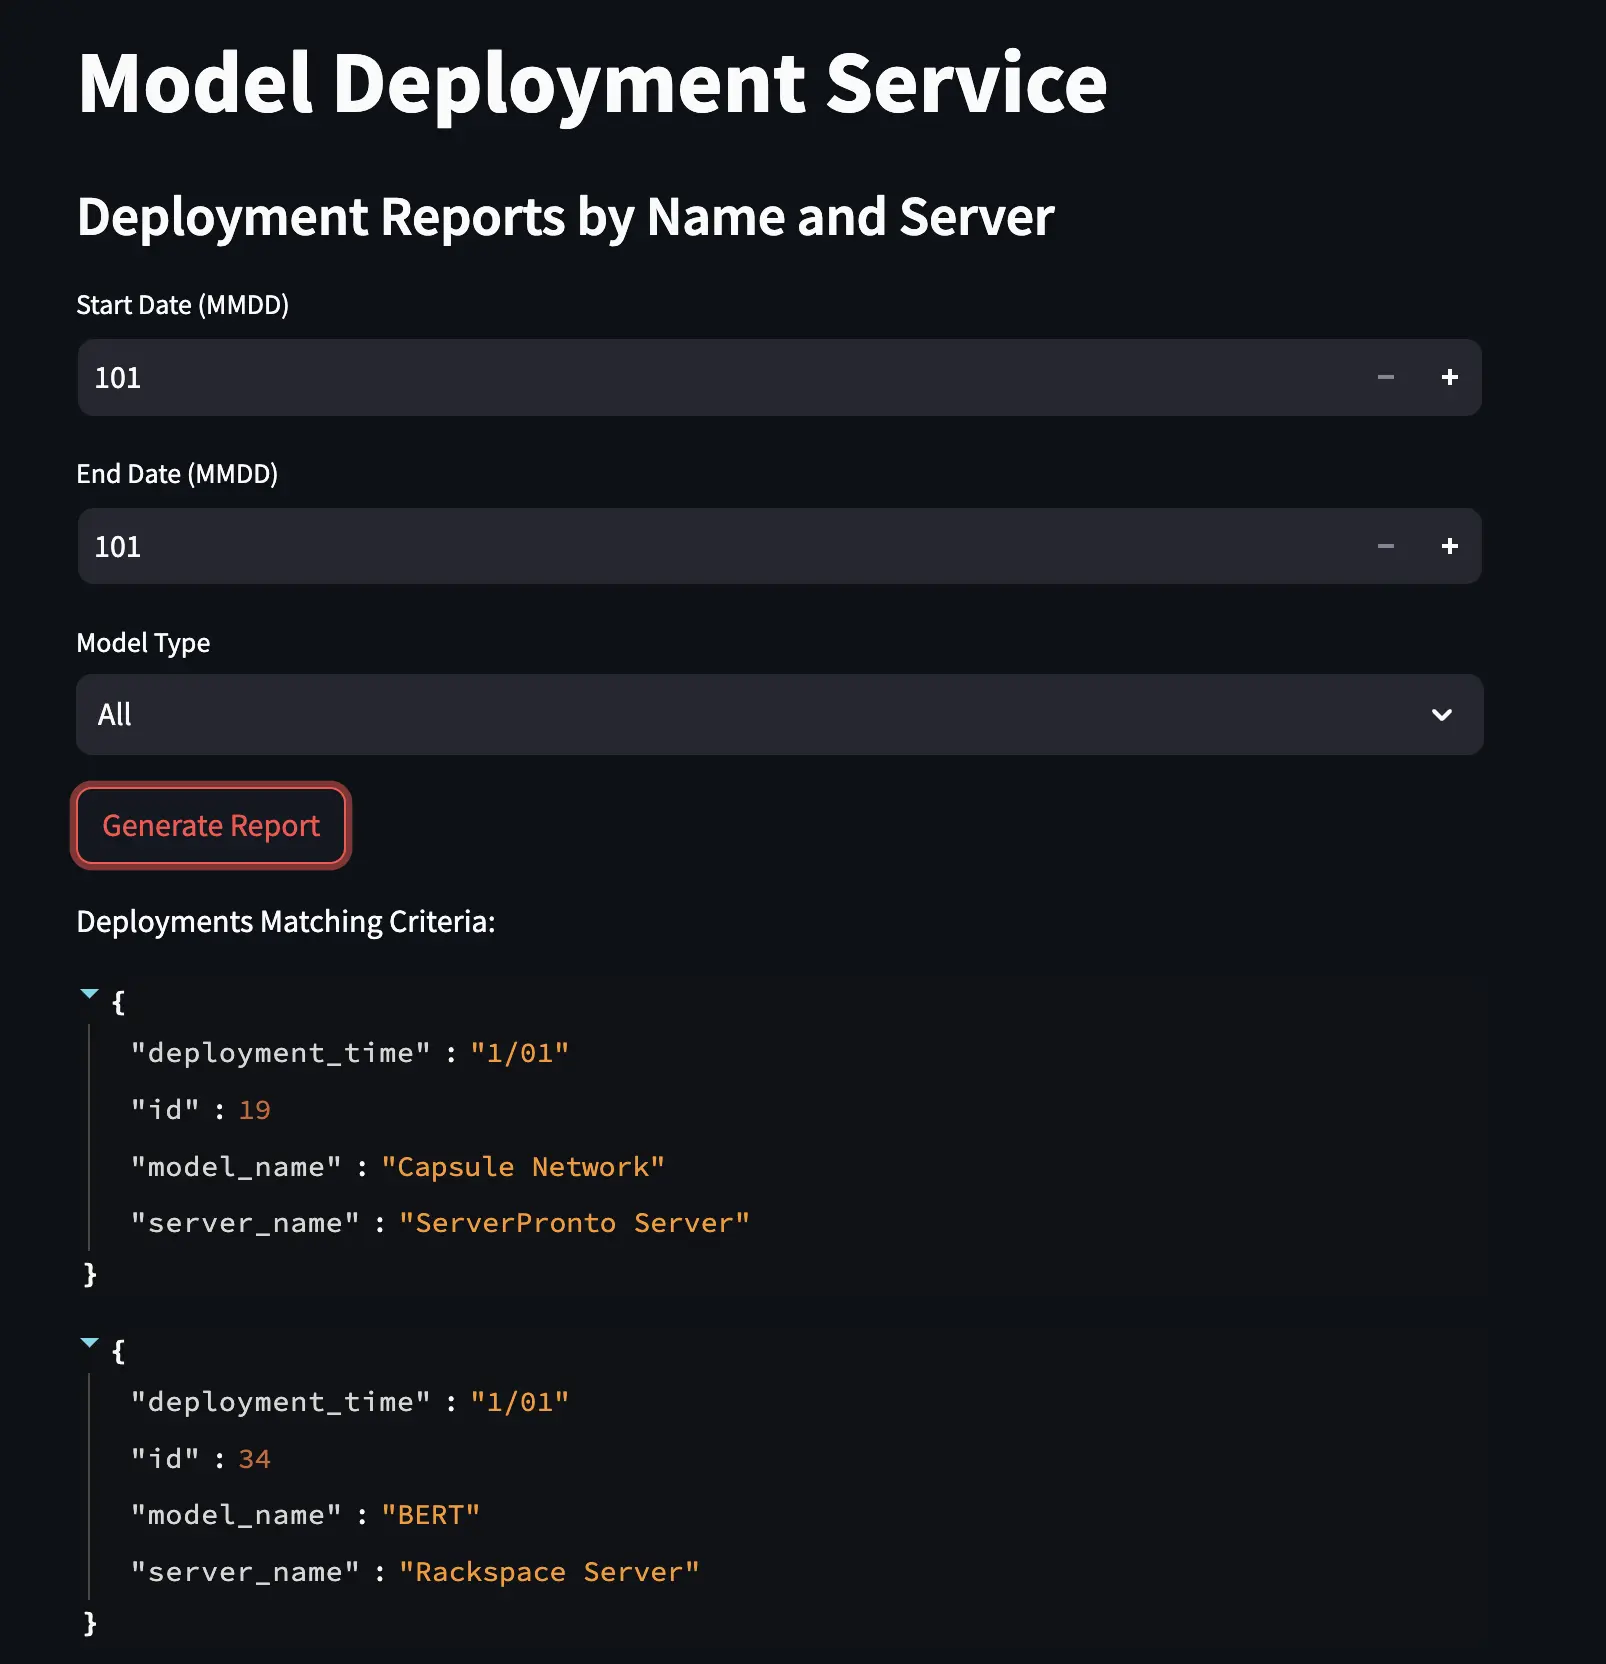 Model Deployment Service
Deployment Reports by Name and Server
Start Date (MMDD)
101
End Date (MMDD)
101
Model Type
All
Generate Report
Deployments Matching Criteria:
{
"deployment_time" : "1/01"
"id" : 19
"model_name" : "Capsule Network"
"server_name" : "ServerPronto Server"
}
{
"deployment_time" : "1/01"
"id" : 34
"model_name" : "BERT"
"server_name" : "Rackspace Server"
}